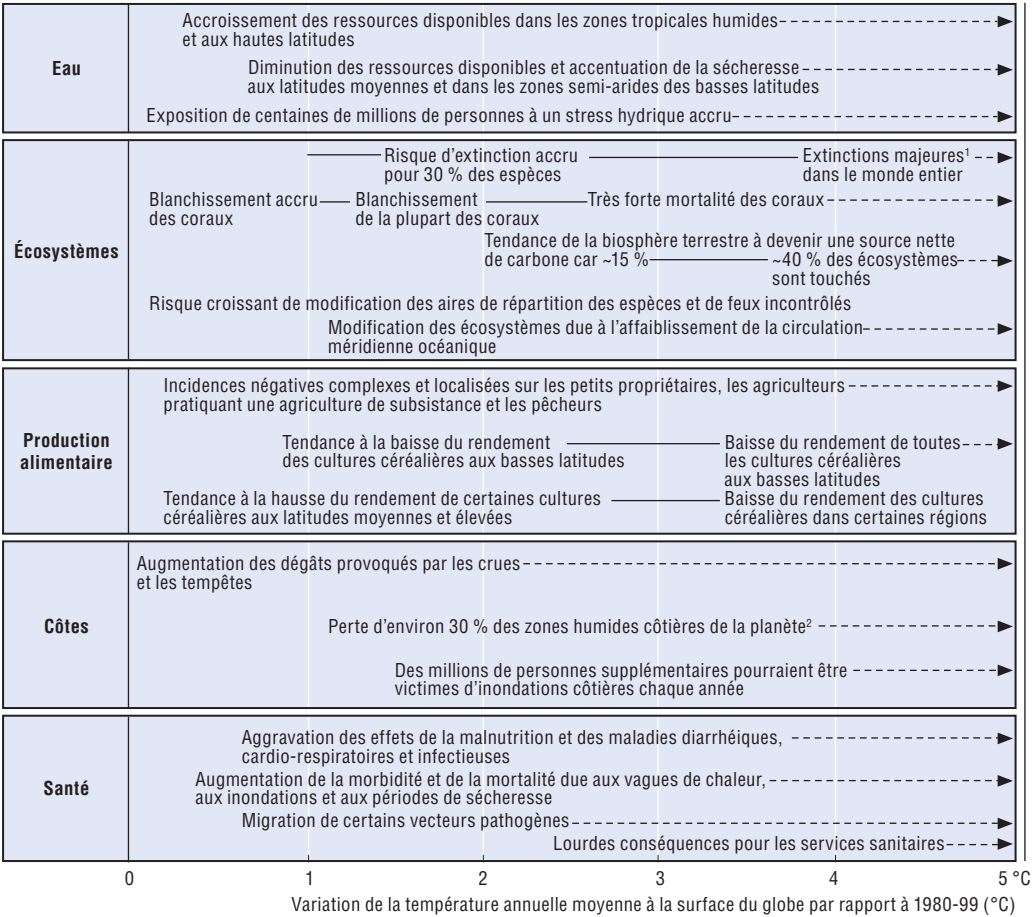 Eau
Accroissement des ressources disponibles dans les zones tropicales humides
et aux hautes latitudes
Diminution des ressources disponibles et accentuation de la sécheresse
aux latitudes moyennes et dans les zones semi-arides des basses latitudes
Exposition de centaines de millions de personnes à un stress hydrique accru
Écosystèmes
Risque d'extinction accru
pour 30 % des espèces
Extinctions majeures¹
dans le monde entier
Blanchissement accru
des coraux
Blanchissement
de la plupart des coraux
Très forte mortalité des coraux
Tendance de la biosphère terrestre à devenir une source nette
de carbone car ~15 %
~40 % des écosystèmes
sont touchés
Risque croissant de modification des aires de répartition des espèces et de feux incontrôlés
Modification des écosystèmes due à l'affaiblissement de la circulation
méridienne océanique
Production
alimentaire
Incidences négatives complexes et localisées sur les petits propriétaires, les agriculteurs
pratiquant une agriculture de subsistance et les pêcheurs
Tendance à la baisse du rendement
des cultures céréalières aux basses latitudes
Baisse du rendement de toutes
les cultures céréalières
aux basses latitudes
Tendance à la hausse du rendement de certaines cultures
céréalières aux latitudes moyennes et élevées
Baisse du rendement des cultures
céréalières dans certaines régions
Côtes
Augmentation des dégâts provoqués par les crues
et les tempêtes
Perte d'environ 30 % des zones humides côtières de la planète²
Des millions de personnes supplémentaires pourraient être
victimes d'inondations côtières chaque année
Santé
Aggravation des effets de la malnutrition et des maladies diarrhéiques,
cardio-respiratoires et infectieuses
Augmentation de la morbidité et de la mortalité due aux vagues de chaleur,
aux inondations et aux périodes de sécheresse
Migration de certains vecteurs pathogènes
Lourdes conséquences pour les services sanitaires
0 1 2 3 4 5 °C
Variation de la température annuelle moyenne à la surface du globe par rapport à 1980-99 (°C)